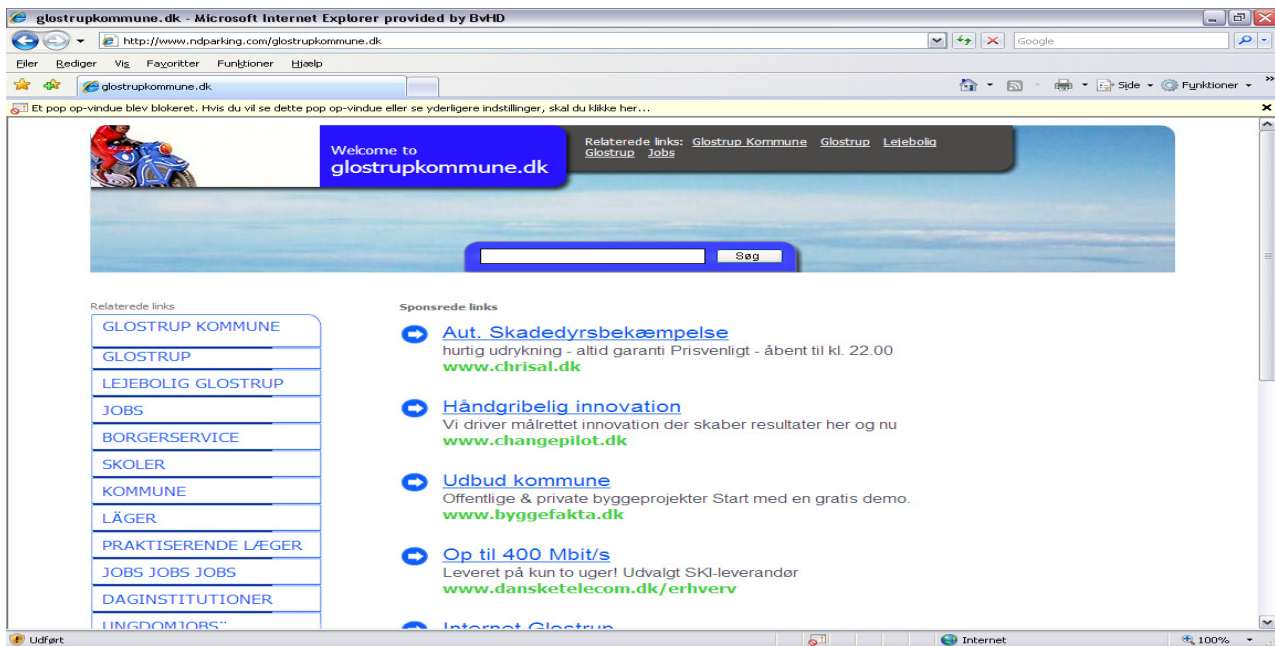 glostrupkommune.dk - Microsoft Internet Explorer provided by BvHD
http://www.ndparking.com/glostrupkommune.dk
Google
Filer Rediger Vis Favoritter Funktioner Hjælp
glostrupkommune.dk
Side Funktioner
Et pop op-vindue blev blokeret. Hvis du vil se dette pop op-vindue eller se yderligere indstillinger, skal du klikke her...
Welcome to
glostrupkommune.dk
Relaterede links: Glostrup Kommune Glostrup Lejebolig
Glostrup Jobs
Søg
Relaterede links
GLOSTRUP KOMMUNE
GLOSTRUP
LEJEBOLIG GLOSTRUP
JOBS
BORGERSERVICE
SKOLER
KOMMUNE
LÄGER
PRAKTISERENDE LÆGER
JOBS JOBS JOBS
DAGINSTITUTIONER
UNGDOMJOBS¨
Sponsrede links
Aut. Skadedyrsbekæmpelse
hurtig udrykning - altid garanti Prisvenligt - åbent til kl. 22.00
www.chrisal.dk
Håndgribelig innovation
Vi driver målrettet innovation der skaber resultater her og nu
www.changepilot.dk
Udbud kommune
Offentlige & private byggeprojekter Start med en gratis demo.
www.byggefakta.dk
Op til 400 Mbit/s
Leveret på kun to uger! Udvalgt SKI-leverandør
www.dansketelecom.dk/erhverv
Internet Glostrup
Udført
Internet
100%